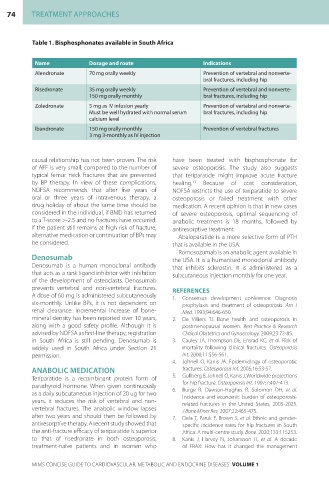 74 TREATMENT APPROACHES
Table 1. Bisphosphonates available in South Africa
Name Dosage and route Indications
Alendronate 70 mg orally weekly Prevention of vertebral and nonverte-
bral fractures, including hip
Risedronate 35 mg orally weekly Prevention of vertebral and nonverte-
150 mg orally monthly bral fractures, including hip
Zoledronate 5 mg as IV infusion yearly Prevention of vertebral and nonverte-
Must be well hydrated with normal serum bral fractures, including hip
calcium level
Ibandronate 150 mg orally monthly Prevention of vertebral fractures
3 mg 3-monthly as IV injection
causal relationship has not been proven. The risk
of AFF is very small, compared to the number of
typical femur neck fractures that are prevented
by BP therapy. In view of these complications,
NOFSA recommends that after five years of
oral or three years of intravenous therapy, a
drug holiday of about the same time should be
considered in the individual, if BMD has returned
to a T-score >-2.5 and no fractures have occurred.
If the patient still remains at high risk of fracture,
alternative medication or continuation of BPs may
be considered.
Denosumab
Denosumab is a human monoclonal antibody
that acts as a rank ligand inhibitor with inhibition
of the development of osteoclasts. Denosumab
prevents vertebral and non-vertebral fractures.
A dose of 60 mg is administered subcutaneously
six-monthly. Unlike BPs, it is not dependent on
renal clearance. Incremental increase of bone-
mineral density has been reported over 10 years,
along with a good safety profile. Although it is
advised by NOFSA as first-line therapy, registration
in South Africa is still pending. Denosumab is
widely used in South Africa under Section 21
permission.
ANABOLIC MEDICATION
Teriparatide is a recombinant protein form of
parathyroid hormone. When given continuously
as a daily subcutaneous injection of 20 ug for two
years, it reduces the risk of vertebral and non-
vertebral fractures. The anabolic window lapses
after two years and should then be followed by
antiresorptive therapy. A recent study showed that
the anti-fracture efficacy of teriparatide is superior
to that of risedronate in both osteoporosis,
treatment-naïve patients and in women who
have been treated with bisphosphonate for
severe osteoporosis. The study also suggests
that teriparatide might improve acute fracture
healing. Because of cost consideration,
NOFSA restricts the use of teriparatide to severe
osteoporosis or failed treatment with other
medication. A recent opinion is that in new cases
of severe osteoporosis, optimal sequencing of
anabolic treatment is 18 months, followed by
antiresorptive treatment.
Abaloparatide is a more selective form of PTH
that is available in the USA.
Romosozumab is an anabolic agent available in
the USA. It is a humanised monoclonal antibody
that inhibits sclerostin. It is administered as a
subcutaneous injection monthly for one year.
REFERENCES
1. Consensus development conference: Diagnosis
prophylaxis and treatment of osteoporosis. Am J
Med. 1993;94:646-650.
2. De Villiers TJ. Bone health and osteoporosis in
postmenopausal women. Best Practice & Research
Clinical Obstetrics and Gynaecology. 2009;23:73-85.
3. Cauley JA, Thompson DE, Ensrud KC, et al. Risk of
mortality following clinical fractures. Osteoporosis
Int. 2000;11:556-561.
4. Johnell O, Kanis JA. Epidemiology of osteoporotic
fractures. Osteoporosis Int. 2005;16:S3-S7.
5. Gullberg B, Johnell O, Kanis J. Worldwide projections
for hip fracture. Osteoporosis Int. 1997;7:407-413.
6. Burge R, Dawson-Hughes B, Solomon DH, et al.
Incidence and economic burden of osteoporosis-
related fractures in the United States, 2005-2025.
J Bone Miner Res. 2007;22:465-475.
7. Dela T, Paruk F, Brown S, et al. Ethnic and gender-
specific incidence rates for hip fractures in South
Africa: A multi-centre study. Bone. 2020;133:115253.
8. Kanis J, Harvey N, Johansson H, et al. A decade
of FRAX: How has it changed the management
MIMS CONCISE GUIDE TO CARDIOVASCULAR, METABOLIC AND ENDOCRINE DISEASES VOLUME 1